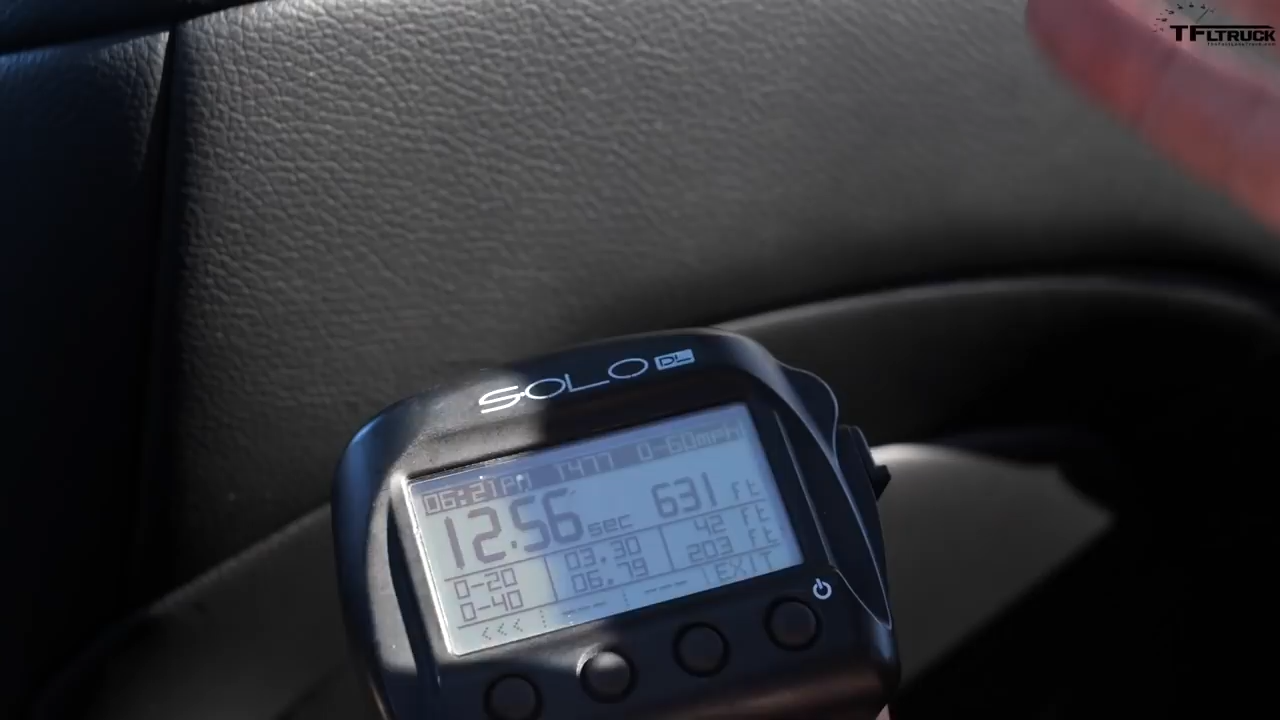 TFLTRUCK
SOLO DL
06:21PM T477 0-60mph
12.56 sec 631 ft
0-20 03.30 42 ft
0-40 06.79 203 ft
<<< ---- ---- EXIT